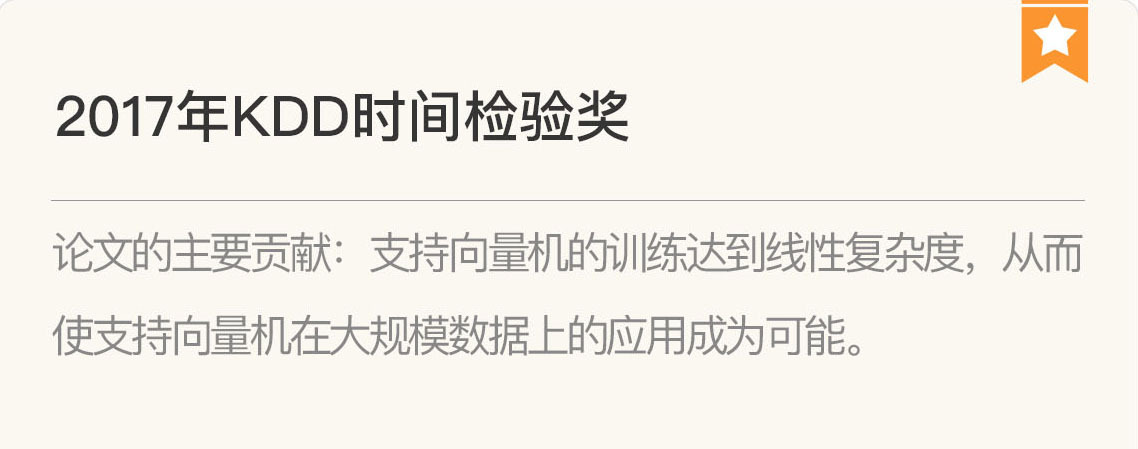 2017年KDD时间检验奖
论文的主要贡献：支持向量机的训练达到线性复杂度，从而
使支持向量机在大规模数据上的应用成为可能。